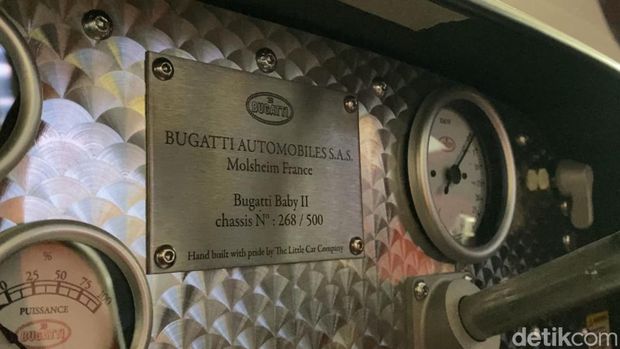 BUGATTI
BUGATTI AUTOMOBILES S.A.S.
Molsheim France
Bugatti Baby II
chassis N° : 268 / 500
Hand built with pride by The Little Car Company
%
0 25 50 75 100
PUISSANCE
BUGATTI
detikcom